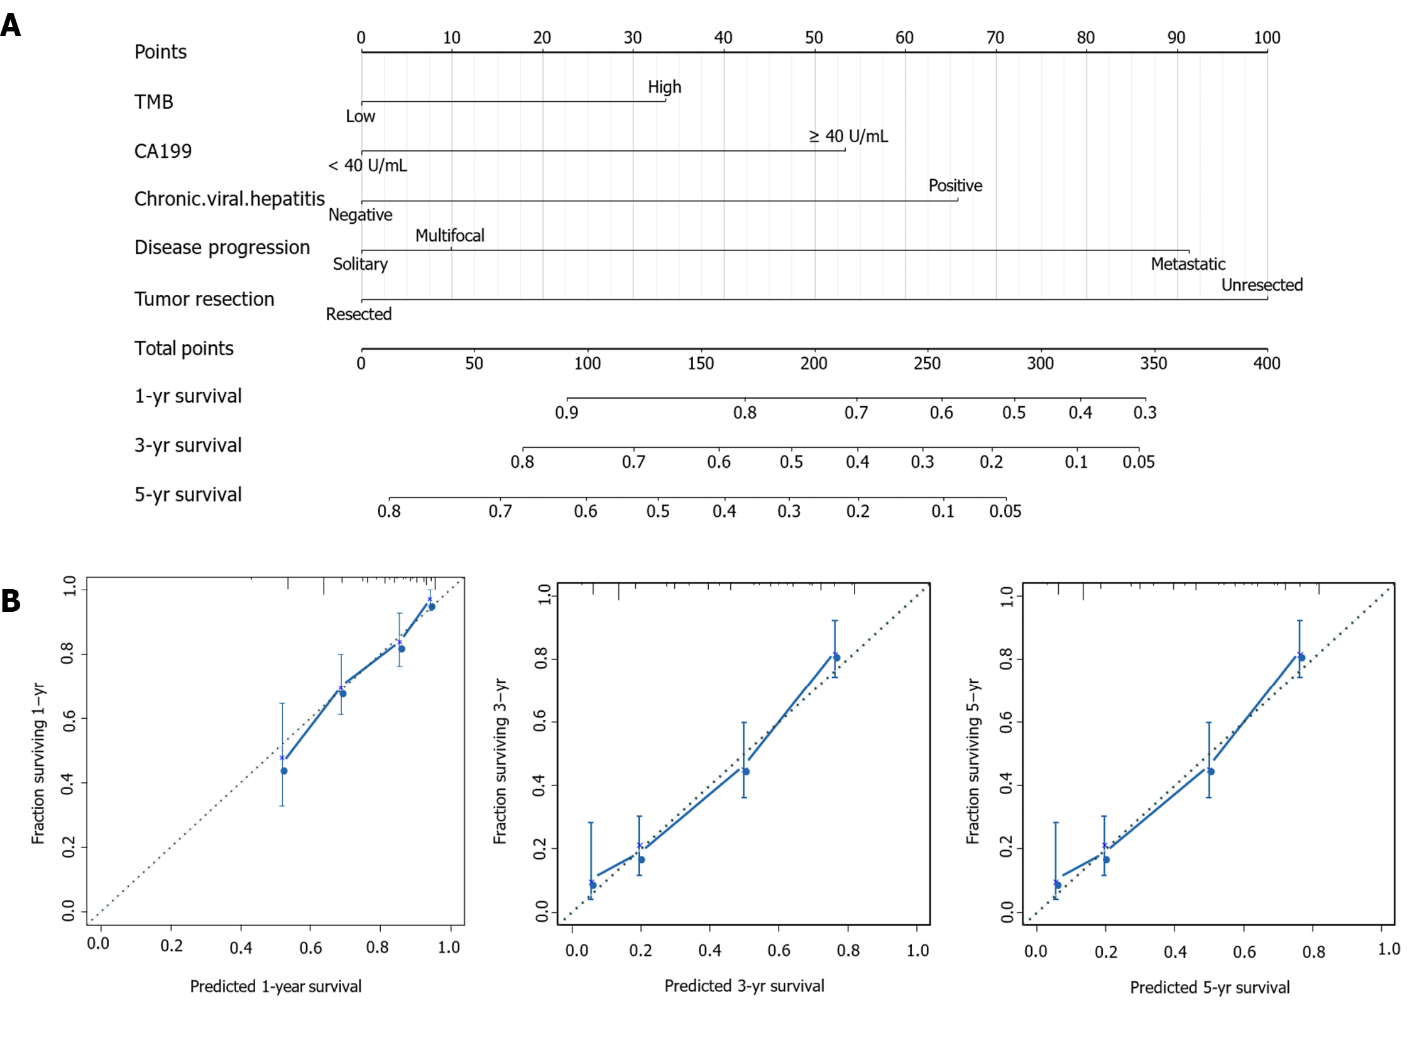 A
Points
0 10 20 30 40 50 60 70 80 90 100
TMB
High
Low
CA199
≥ 40 U/mL
< 40 U/mL
Chronic.viral.hepatitis
Positive
Negative
Disease progression
Multifocal
Solitary
Metastatic
Tumor resection
Unresected
Resected
Total points
0 50 100 150 200 250 300 350 400
1-yr survival
0.9 0.8 0.7 0.6 0.5 0.4 0.3
3-yr survival
0.8 0.7 0.6 0.5 0.4 0.3 0.2 0.1 0.05
5-yr survival
0.8 0.7 0.6 0.5 0.4 0.3 0.2 0.1 0.05
B
Fraction surviving 1−yr
1.0
0.8
0.6
0.4
0.2
0.0
0.0 0.2 0.4 0.6 0.8 1.0
Predicted 1-year survival
Fraction surviving 3−yr
1.0
0.8
0.6
0.4
0.2
0.0
0.0 0.2 0.4 0.6 0.8 1.0
Predicted 3-yr survival
Fraction surviving 5−yr
1.0
0.8
0.6
0.4
0.2
0.0
0.0 0.2 0.4 0.6 0.8 1.0
Predicted 5-yr survival